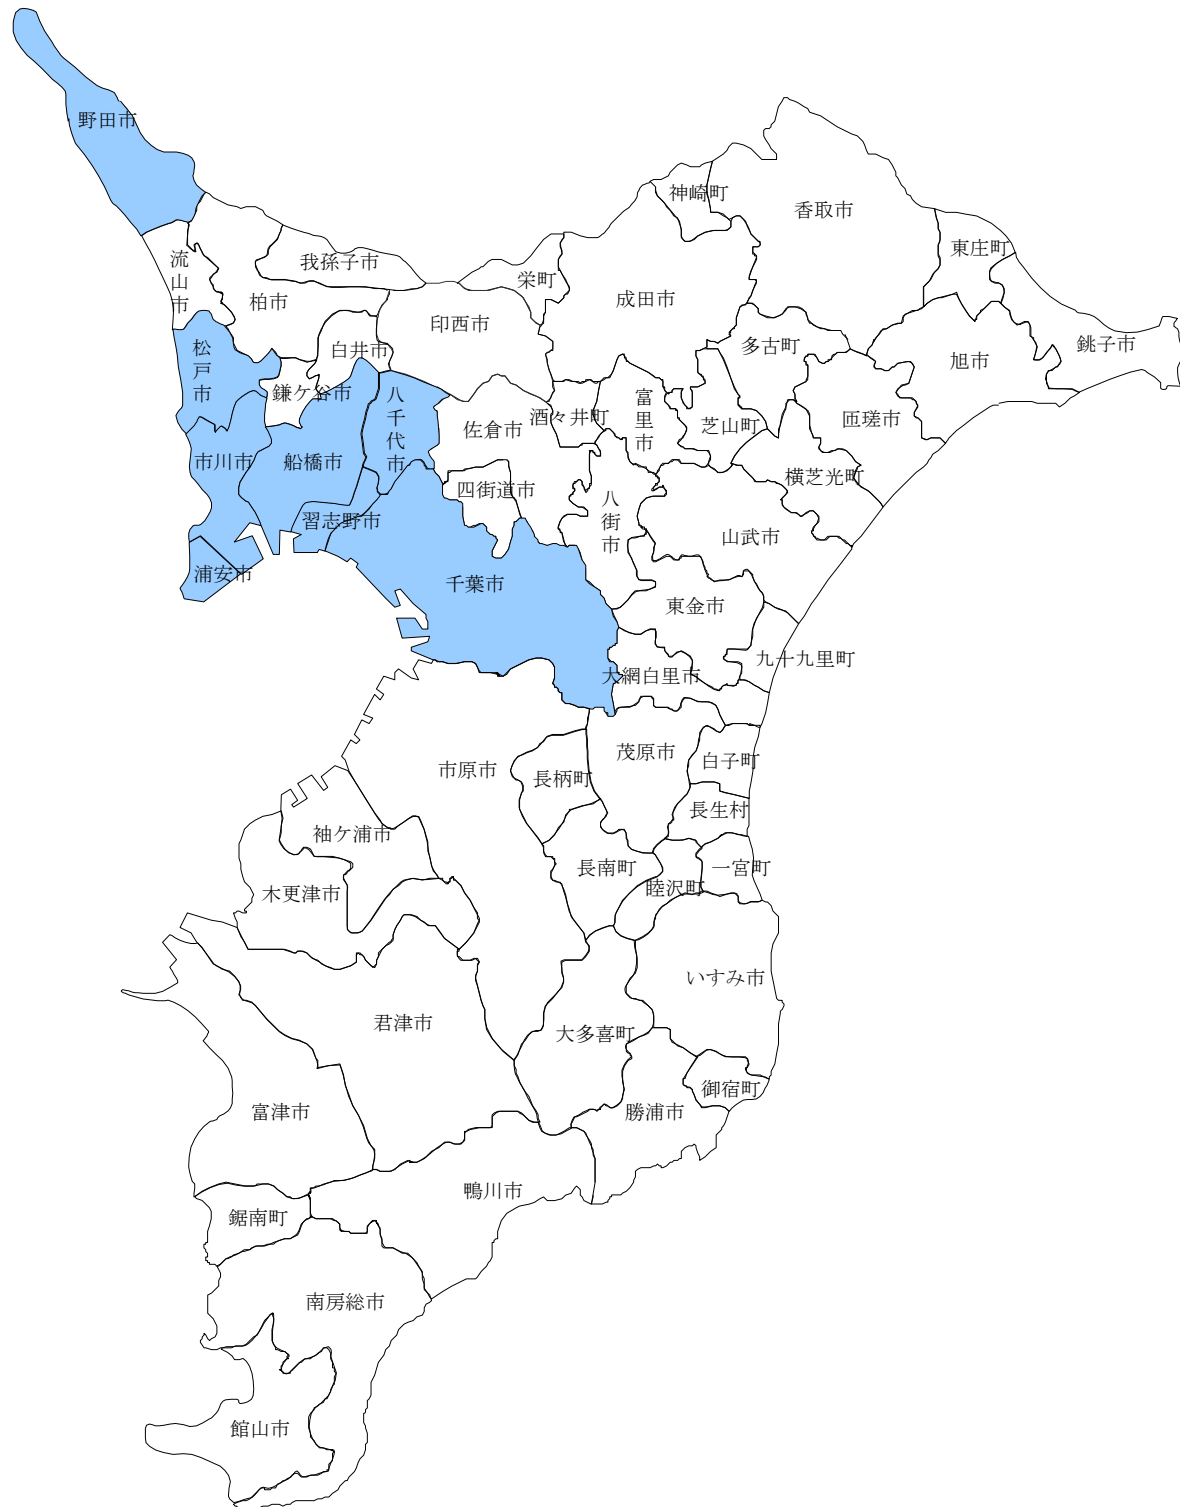 野田市
神崎町
香取市
東庄町
流山市
我孫子市
栄町
成田市
柏市
印西市
銚子市
松戸市
白井市
多古町
旭市
鎌ケ谷市
八千代市
酒々井町
富里市
芝山町
匝瑳市
佐倉市
市川市
船橋市
四街道市
横芝光町
習志野市
八街市
山武市
浦安市
千葉市
東金市
九十九里町
大網白里市
茂原市
白子町
市原市
長柄町
長生村
袖ケ浦市
長南町
一宮町
睦沢町
木更津市
いすみ市
君津市
大多喜町
御宿町
富津市
勝浦市
鴨川市
鋸南町
南房総市
館山市